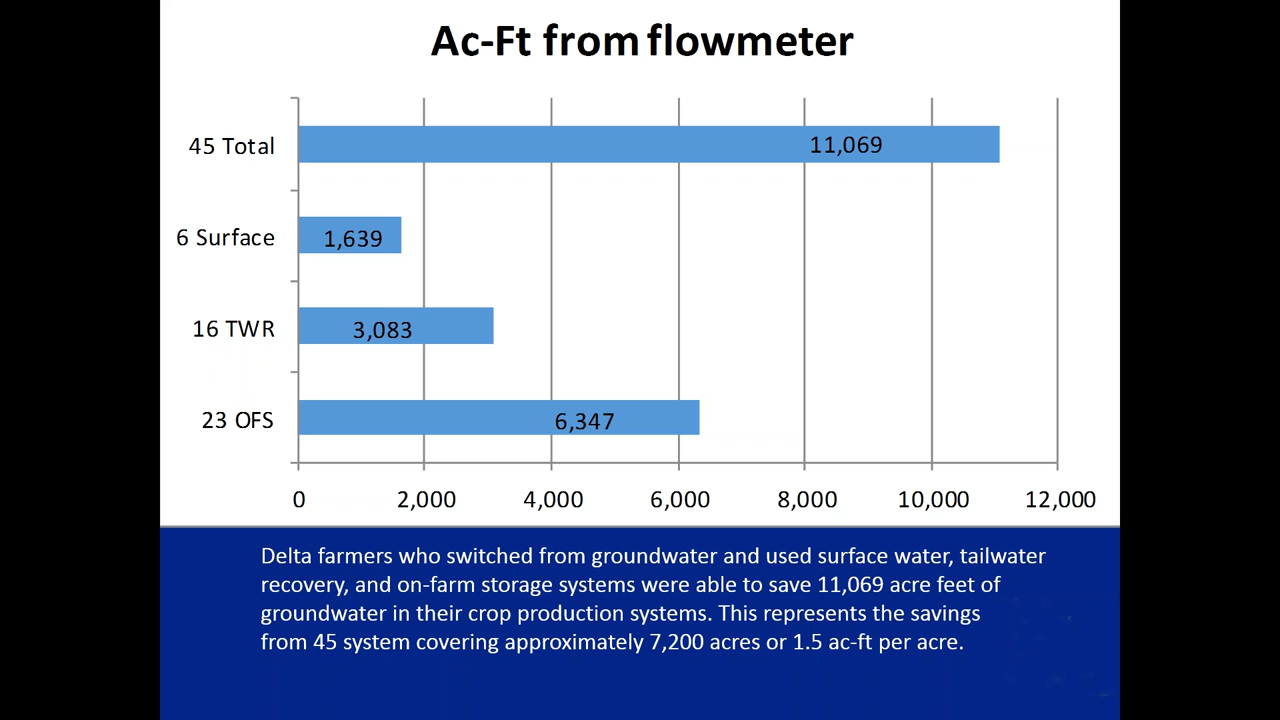 Ac-Ft from flowmeter
45 Total
11,069
6 Surface
1,639
16 TWR
3,083
23 OFS
6,347
0 2,000 4,000 6,000 8,000 10,000 12,000
Delta farmers who switched from groundwater and used surface water, tailwater
recovery, and on-farm storage systems were able to save 11,069 acre feet of
groundwater in their crop production systems. This represents the savings
from 45 system covering approximately 7,200 acres or 1.5 ac-ft per acre.